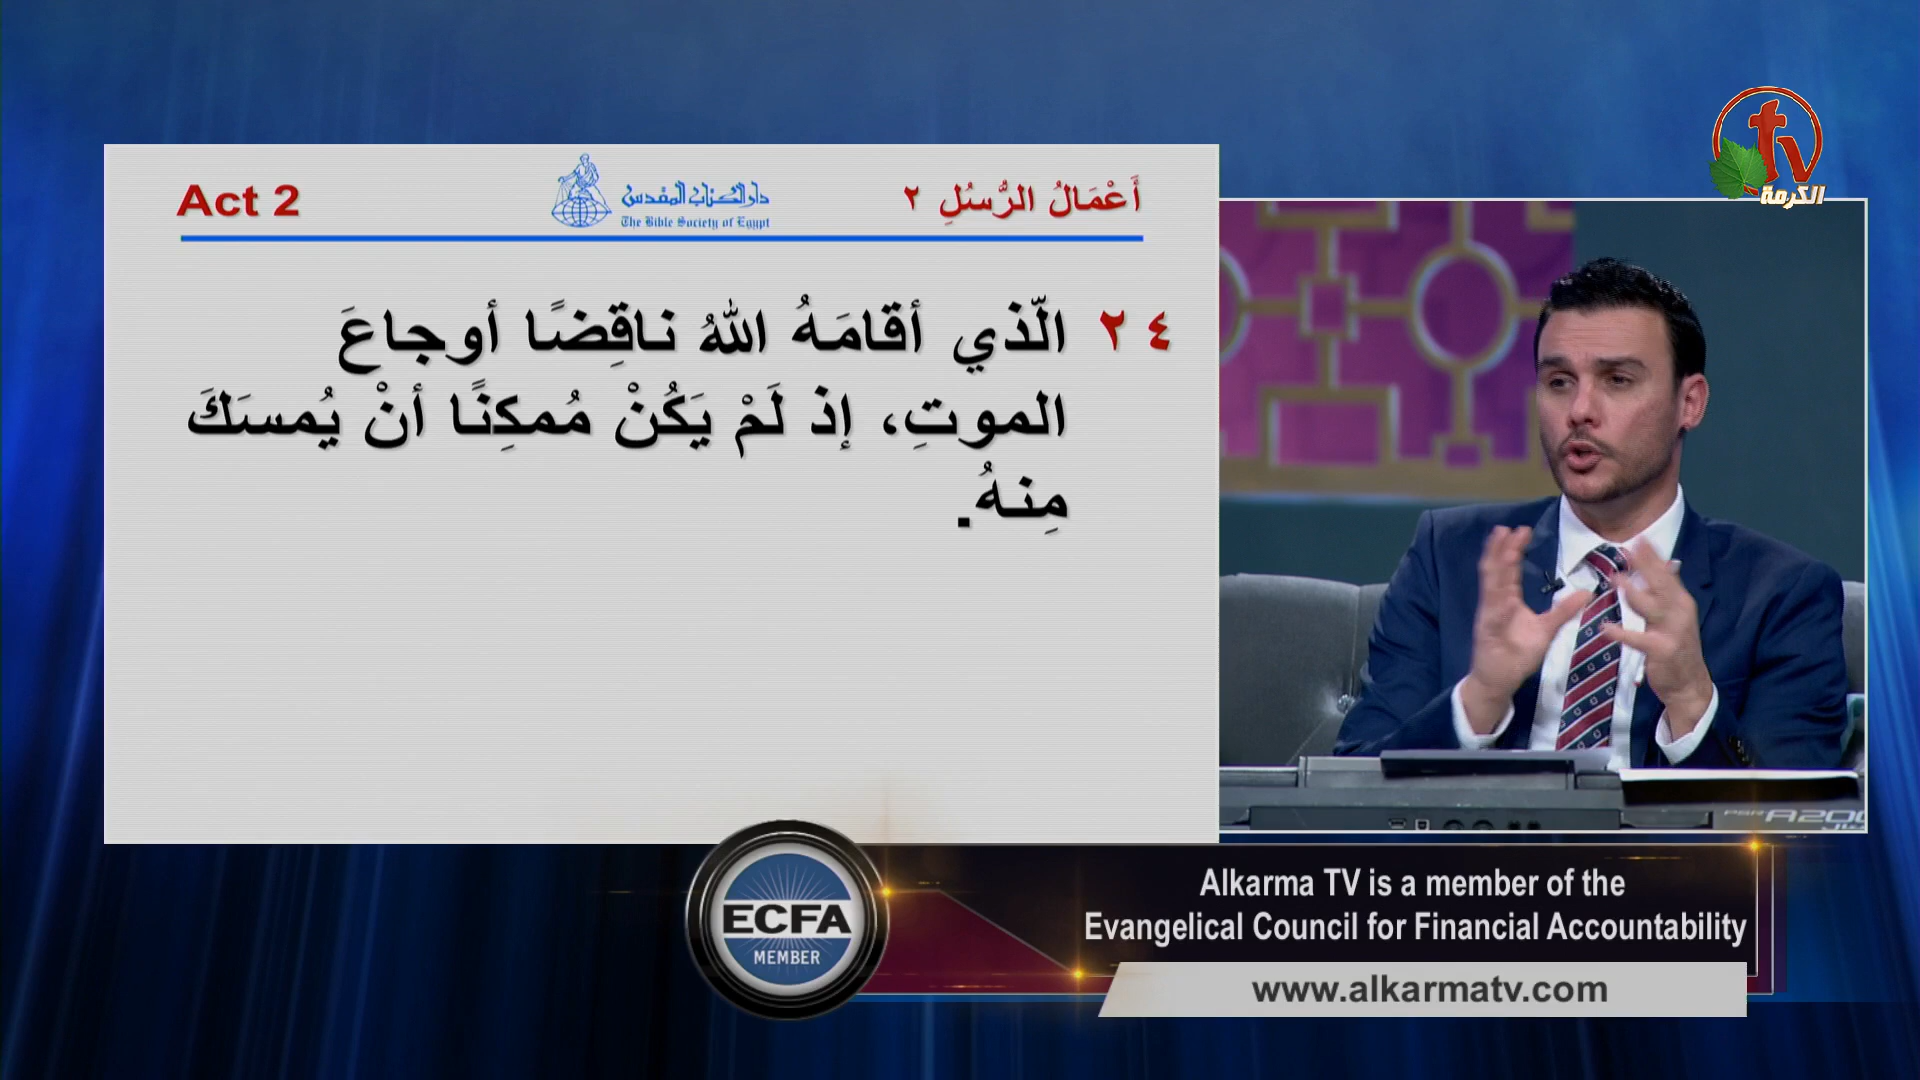 tv
الكرمة
Act 2
دار الكتاب المقدس
The Bible Society of Egypt
أَعْمَالُ الرُّسُلِ ٢
٢٤ الّذي أقامَهُ اللهُ ناقِضًا أوجاعَ
الموتِ، إذ لَمْ يَكُنْ مُمكِنًا أنْ يُمسَكَ
مِنهُ.
PSR A200
ECFA
MEMBER
Alkarma TV is a member of the
Evangelical Council for Financial Accountability
www.alkarmatv.com